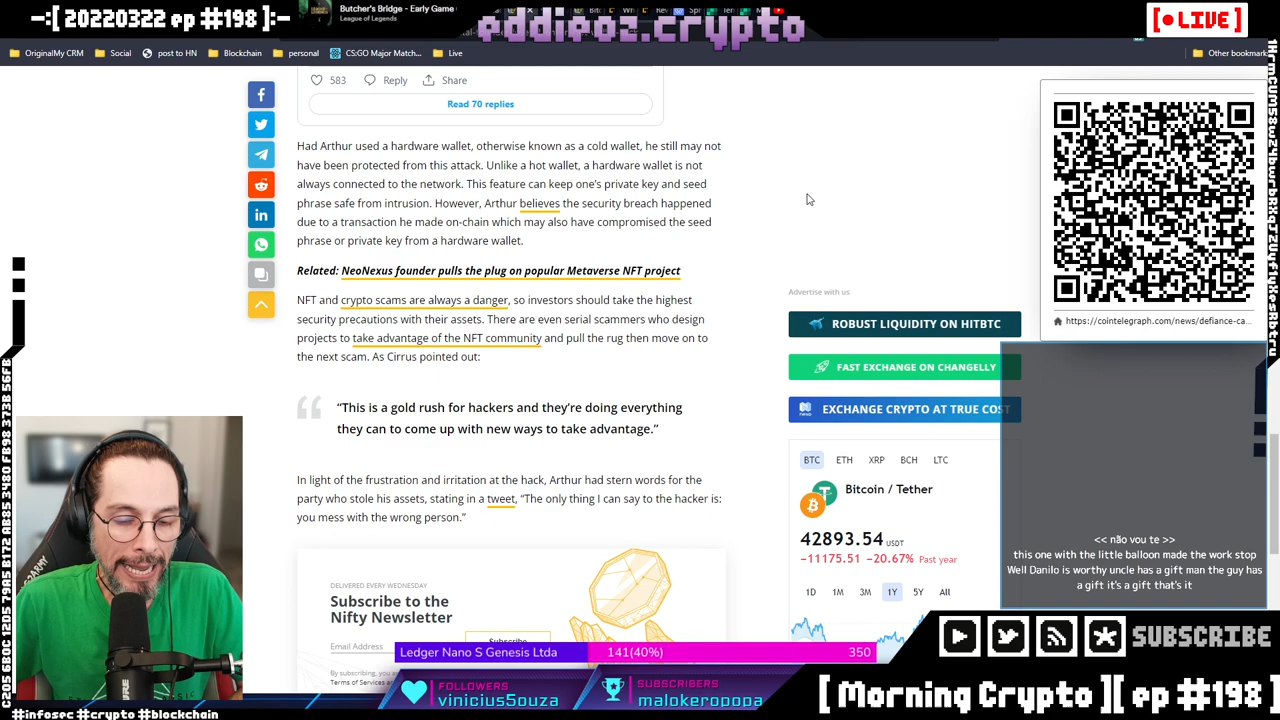 -:[ 20220322 ep #198 ]:-
Butcher's Bridge - Early Game
League of Legends
eddieoz.crypto
[ LIVE ]
OriginalMy CRM
Social
post to HN
Blockchain
personal
CS:GO Major Match...
Live
Other bookmark
583
Reply
Share
Read 70 replies
Had Arthur used a hardware wallet, otherwise known as a cold wallet, he still may not
have been protected from this attack. Unlike a hot wallet, a hardware wallet is not
always connected to the network. This feature can keep one's private key and seed
phrase safe from intrusion. However, Arthur believes the security breach happened
due to a transaction he made on-chain which may also have compromised the seed
phrase or private key from a hardware wallet.
Related: NeoNexus founder pulls the plug on popular Metaverse NFT project
NFT and crypto scams are always a danger, so investors should take the highest
security precautions with their assets. There are even serial scammers who design
projects to take advantage of the NFT community and pull the rug then move on to
the next scam. As Cirrus pointed out:
“This is a gold rush for hackers and they’re doing everything
they can to come up with new ways to take advantage.”
In light of the frustration and irritation at the hack, Arthur had stern words for the
party who stole his assets, stating in a tweet, “The only thing I can say to the hacker is:
you mess with the wrong person.”
DELIVERED EVERY WEDNESDAY
Subscribe to the
Nifty Newsletter
Email Address
Subscribe
By subscribing, you a
Terms of Services a
https://cointelegraph.com/news/defiance-ca...
Advertise with us
ROBUST LIQUIDITY ON HITBTC
FAST EXCHANGE ON CHANGELLY
EXCHANGE CRYPTO AT TRUE COST
BTC ETH XRP BCH LTC
Bitcoin / Tether
42893.54 USDT
−11175.51 −20.67% Past year
1D 1M 3M 1Y 5Y All
<< não vou te >>
this one with the little balloon made the work stop
Well Danilo is worthy uncle has a gift man the guy has
a gift it's a gift that's it
SUBSCRIBE
Ledger Nano S Genesis Ltda 141(40%) 350
FOLLOWERS
vinicius5ouza
SUBSCRIBERS
malokeropopa
[ Morning Crypto ][ ep #198 ]
#infosec #crypto #blockchain